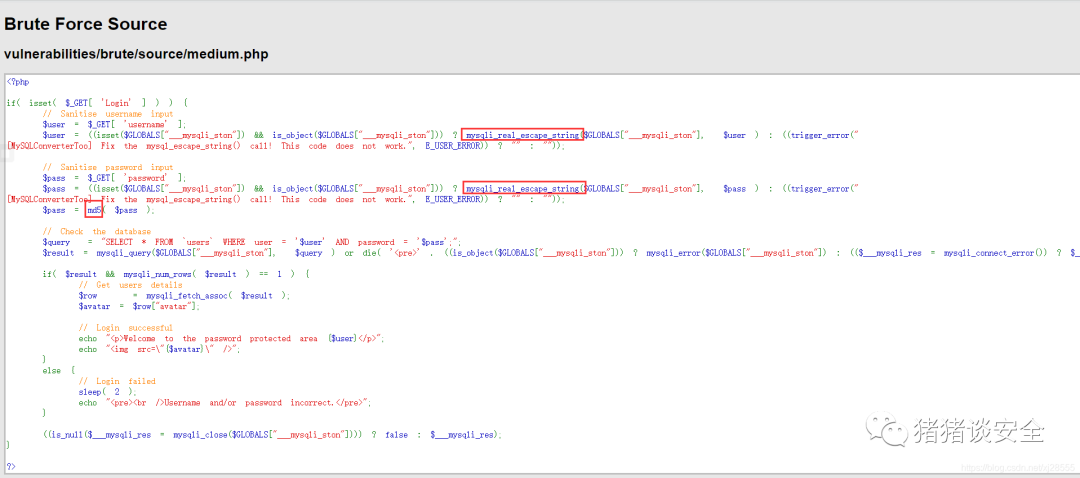 Brute Force Source
vulnerabilities/brute/source/medium.php
<?php
if( isset( $_GET[ 'Login' ] ) ) {
// Sanitise username input
$user = $_GET[ 'username' ];
$user = ((isset($GLOBALS["___mysqli_ston"]) && is_object($GLOBALS["___mysqli_ston"])) ? mysqli_real_escape_string($GLOBALS["___mysqli_ston"], $user ) : ((trigger_error("
[MySQLConverterToo] Fix the mysql_escape_string() call! This code does not work.", E_USER_ERROR)) ? "" : ""));
// Sanitise password input
$pass = $_GET[ 'password' ];
$pass = ((isset($GLOBALS["___mysqli_ston"]) && is_object($GLOBALS["___mysqli_ston"])) ? mysqli_real_escape_string($GLOBALS["___mysqli_ston"], $pass ) : ((trigger_error("
[MySQLConverterToo] Fix the mysql_escape_string() call! This code does not work.", E_USER_ERROR)) ? "" : ""));
$pass = md5( $pass );
// Check the database
$query = "SELECT * FROM `users` WHERE user = '$user' AND password = '$pass';";
$result = mysqli_query($GLOBALS["___mysqli_ston"], $query ) or die( '<pre>' . ((is_object($GLOBALS["___mysqli_ston"])) ? mysqli_error($GLOBALS["___mysqli_ston"]) : (($___mysqli_res = mysqli_connect_error()) ? $_
if( $result && mysqli_num_rows( $result ) == 1 ) {
// Get users details
$row = mysqli_fetch_assoc( $result );
$avatar = $row["avatar"];
// Login successful
echo "<p>Welcome to the password protected area {$user}</p>";
echo "<img src=\"{$avatar}\" />";
}
else {
// Login failed
sleep( 2 );
echo "<pre><br />Username and/or password incorrect.</pre>";
}
((is_null($___mysqli_res = mysqli_close($GLOBALS["___mysqli_ston"]))) ? false : $___mysqli_res);
}
?>
猪猪谈安全